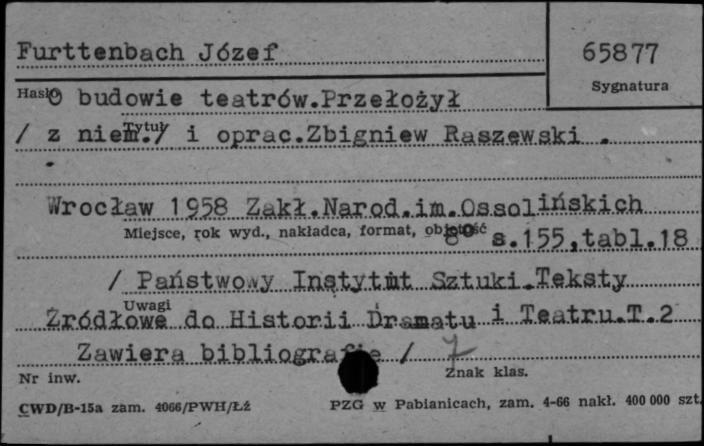 Furttenbach Józef
65877
Sygnatura
Hasło
O budowie teatrów.Przełożył
Tytuł
/ z niem./ i oprac.Zbigniew Raszewski .
Wrocław 1958 Zakł.Narod.im.Ossolińskich
Miejsce, rok wyd., nakładca, format, objętość
8° s.155,tabl.18
/ Państwowy Instytut Sztuki.Teksty
Uwagi
Źródłowe do Historii Dramatu i Teatru.T.2
Zawiera bibliografię /
Nr inw.
Znak klas.
CWD/B-15a zam. 4066/PWH/Łź
PZG w Pabianicach, zam. 4-66 nakł. 400 000 szt.